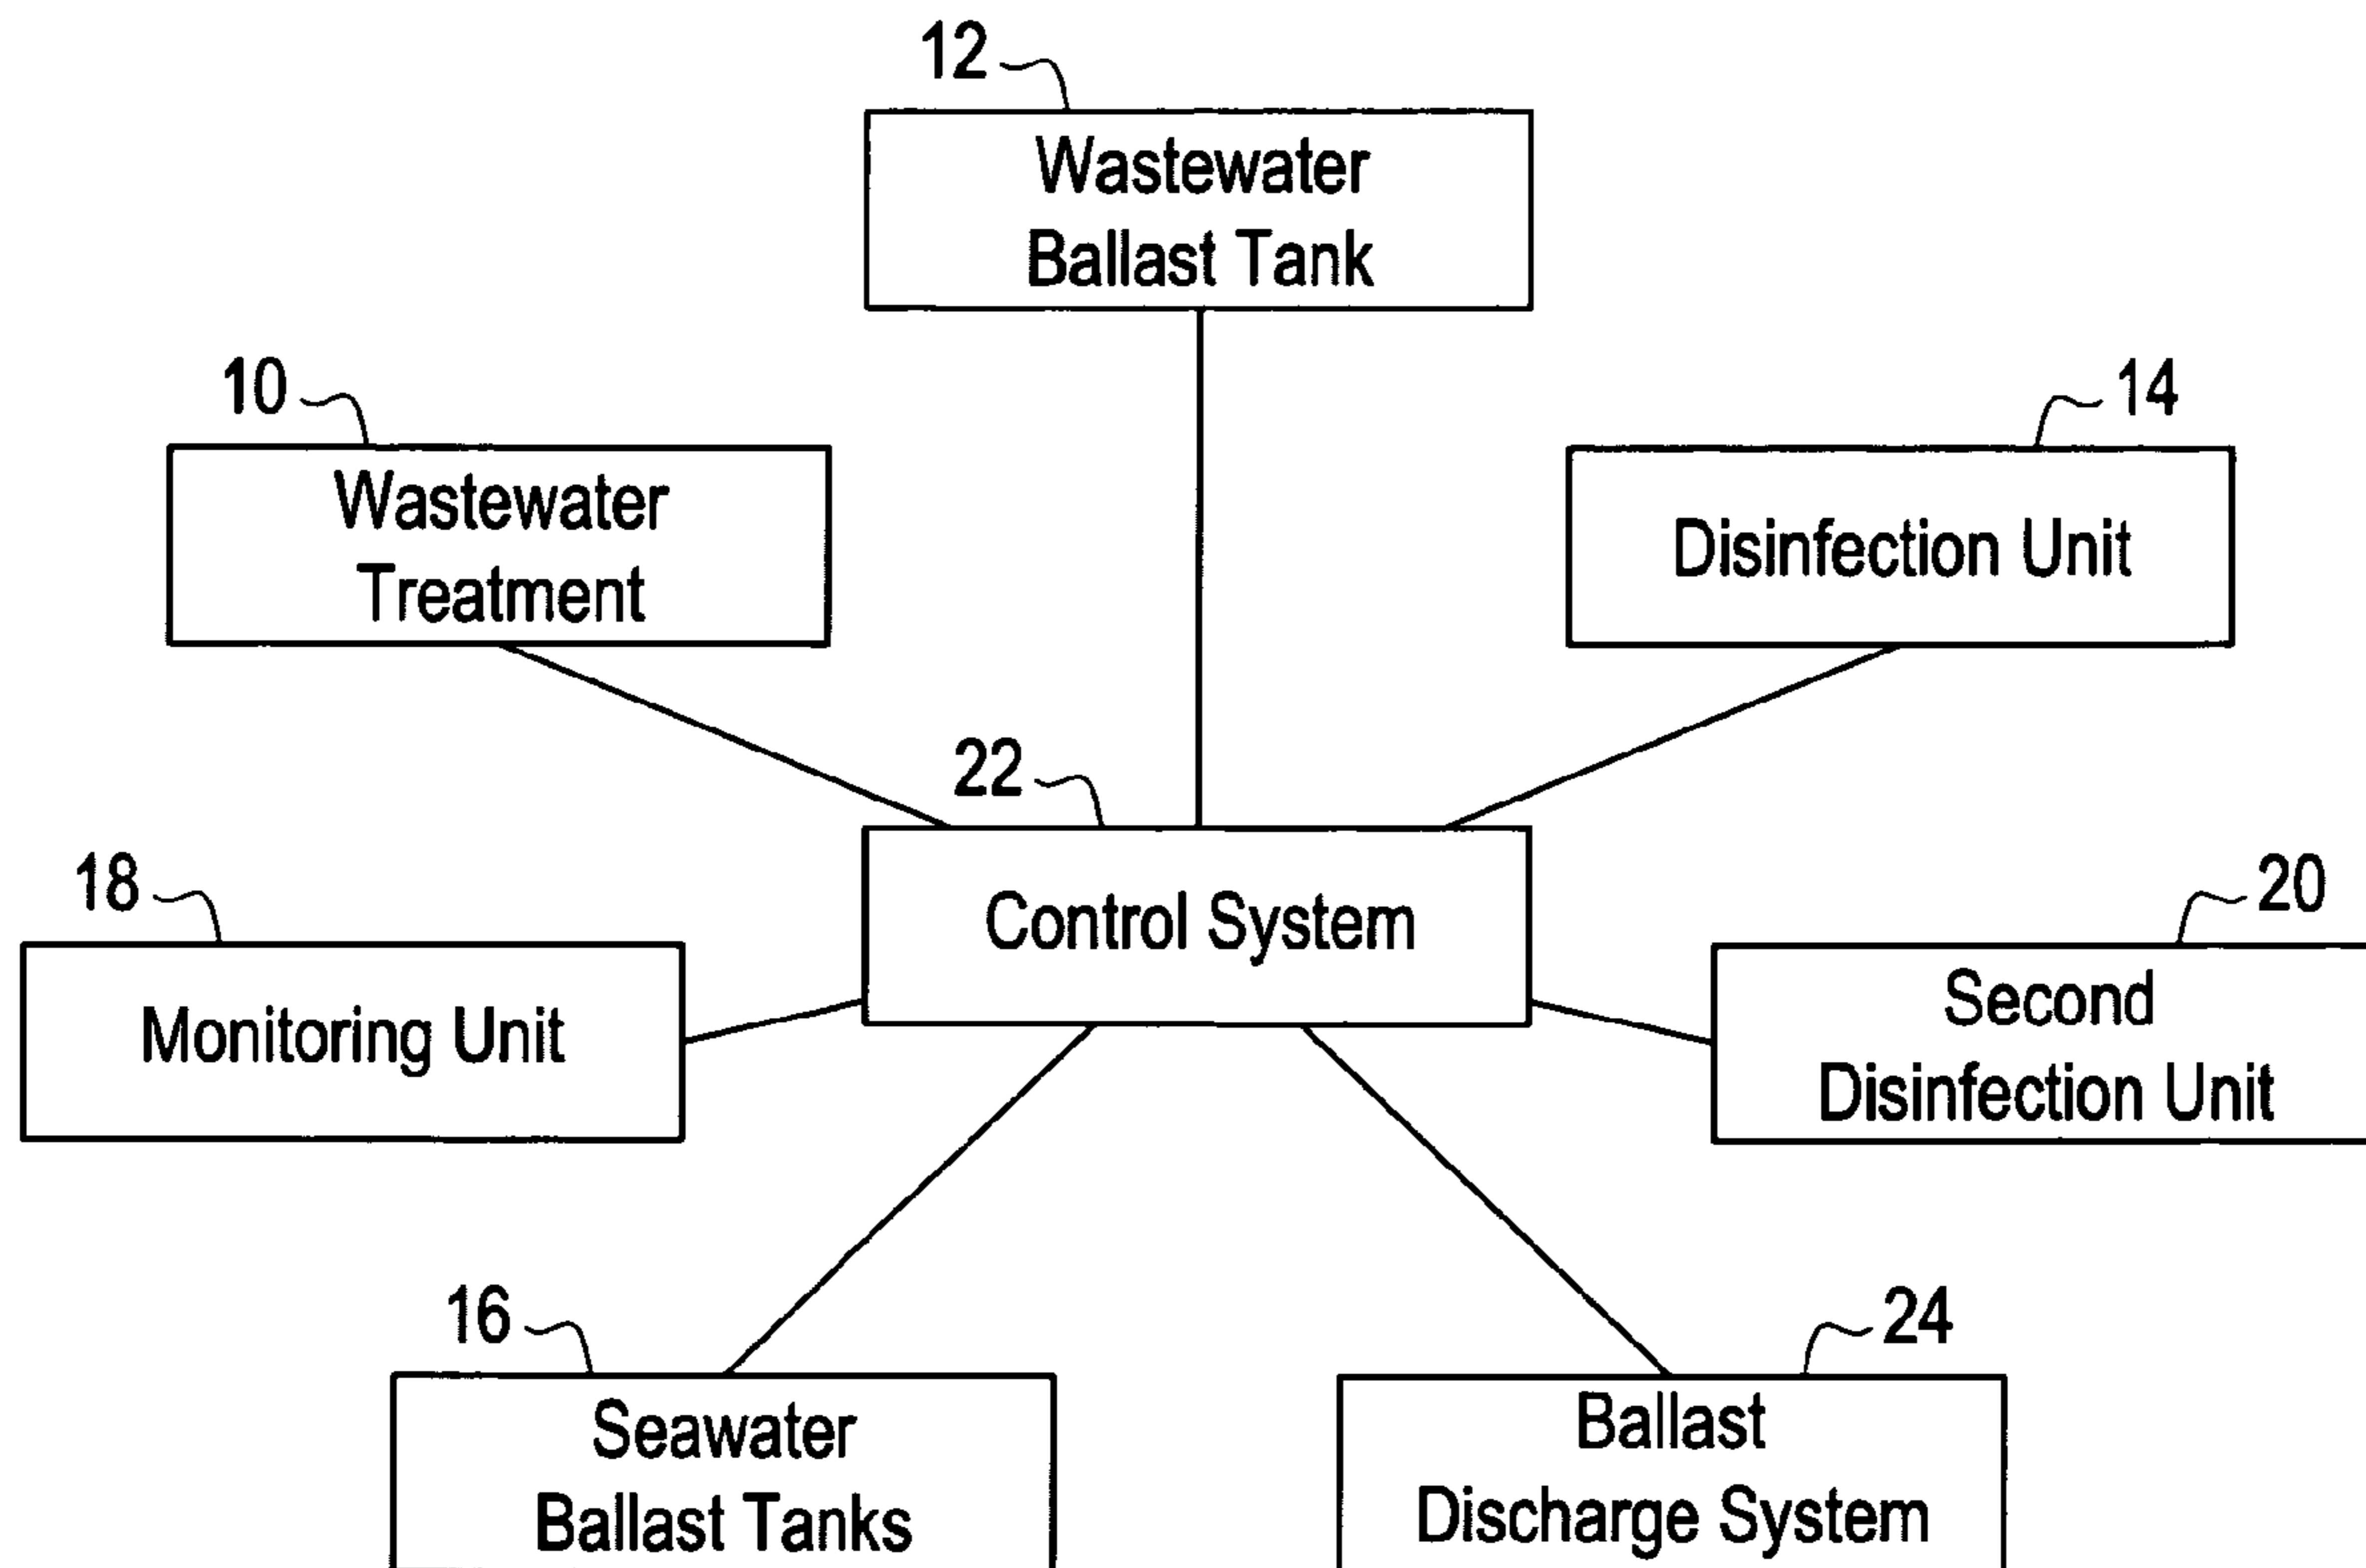 12
Wastewater
Ballast Tank
10
Wastewater
Treatment
14
Disinfection Unit
22
Control System
18
Monitoring Unit
20
Second
Disinfection Unit
16
Seawater
Ballast Tanks
24
Ballast
Discharge System